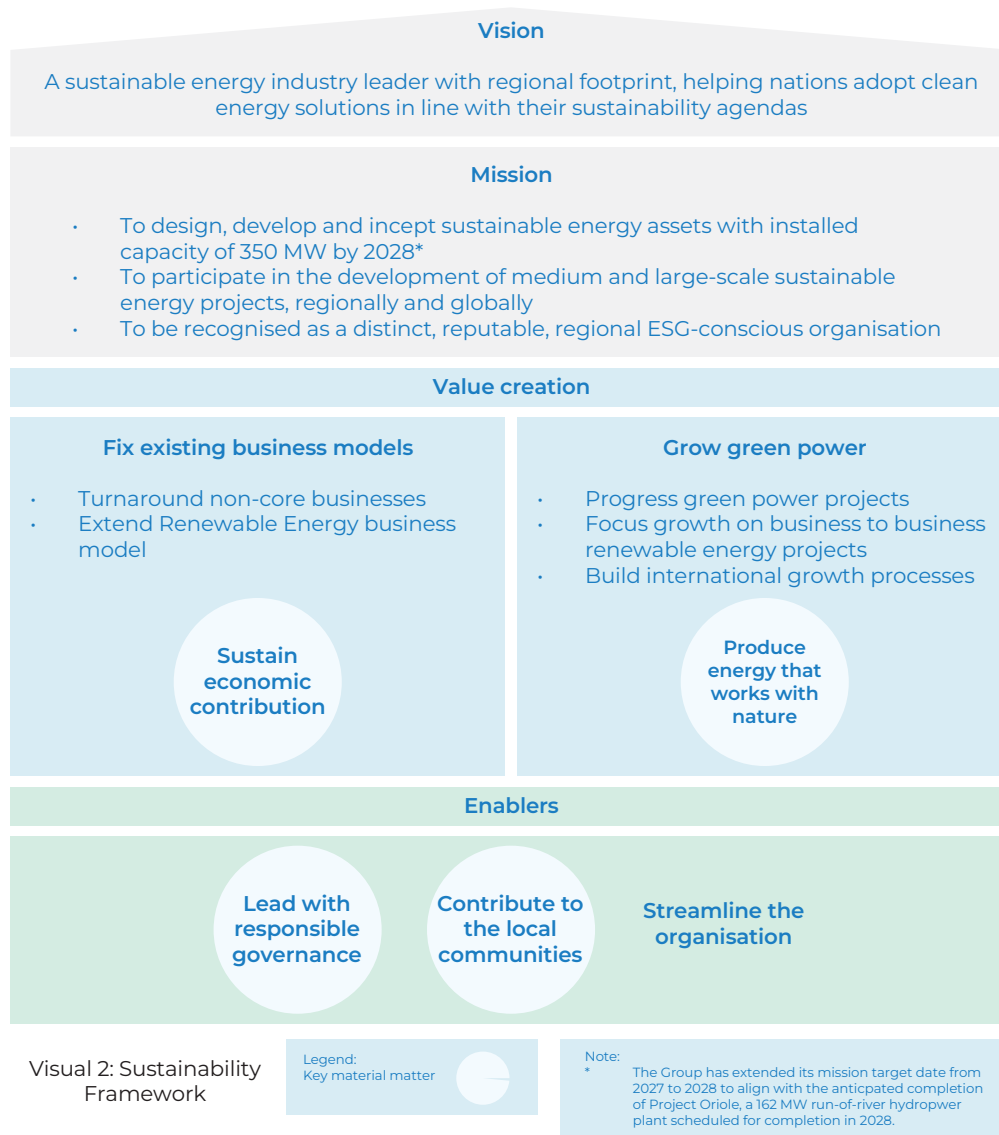 Vision
A sustainable energy industry leader with regional footprint, helping nations adopt clean
energy solutions in line with their sustainability agendas
Mission
• To design, develop and incept sustainable energy assets with installed
capacity of 350 MW by 2028*
• To participate in the development of medium and large-scale sustainable
energy projects, regionally and globally
• To be recognised as a distinct, reputable, regional ESG-conscious organisation
Value creation
Fix existing business models
• Turnaround non-core businesses
• Extend Renewable Energy business
model
Sustain
economic
contribution
Grow green power
• Progress green power projects
• Focus growth on business to business
renewable energy projects
• Build international growth processes
Produce
energy that
works with
nature
Enablers
Lead with
responsible
governance
Contribute to
the local
communities
Streamline the
organisation
Visual 2: Sustainability
Framework
Legend:
Key material matter
Note:
* The Group has extended its mission target date from
2027 to 2028 to align with the anticpated completion
of Project Oriole, a 162 MW run-of-river hydropwer
plant scheduled for completion in 2028.